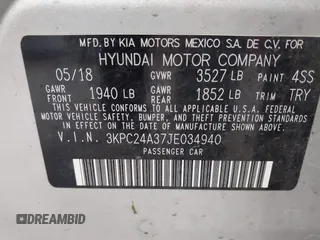 MFD. BY KIA MOTORS MEXICO S.A. DE C.V. FOR
HYUNDAI MOTOR COMPANY
05/18 GVWR 3527 LB PAINT 4SS
GAWR FRONT 1940 LB GAWR REAR 1852 LB TRIM TRY
THIS VEHICLE CONFORMS TO ALL APPLICABLE U.S.A. FEDERAL
MOTOR VEHICLE SAFETY, BUMPER, AND THEFT PREVENTION
STANDARDS IN EFFECT ON THE DATE OF MANUFACTURE SHOWN ABOVE.
V.I.N. 3KPC24A37JE034940
PASSENGER CAR
DREAMBID